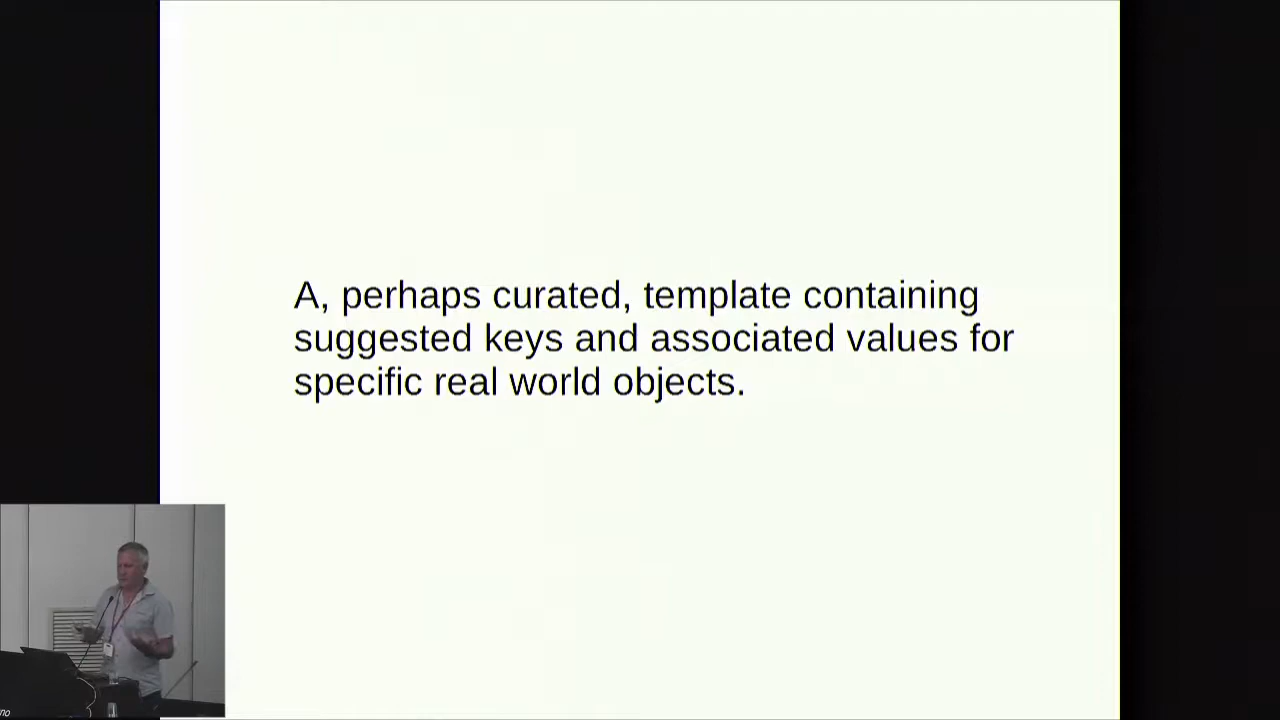 A, perhaps curated, template containing
suggested keys and associated values for
specific real world objects.